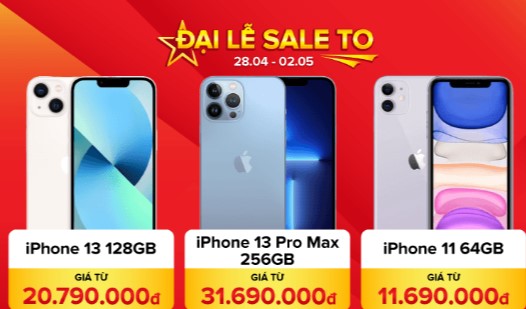 ĐẠI LỄ SALE TO
28.04 - 02.05
iPhone 13 128GB
GIÁ TỪ
20.790.000đ
iPhone 13 Pro Max
256GB
GIÁ TỪ
31.690.000đ
iPhone 11 64GB
GIÁ TỪ
11.690.000đ